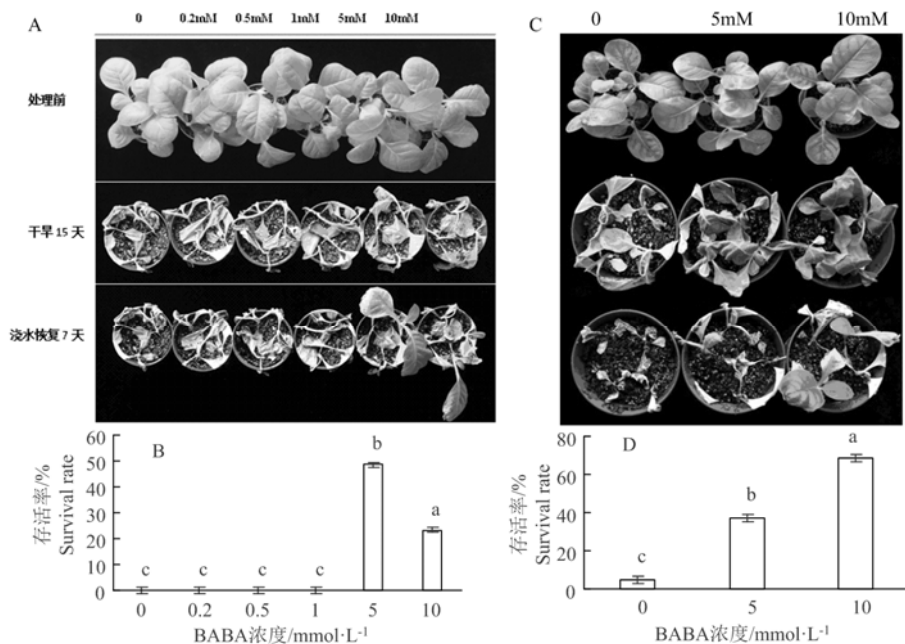 A
0 0.2mM 0.5mM 1mM 5mM 10mM
处理前
干旱 15 天
浇水恢复 7 天
B
60
50
40
30
20
10
0
存活率/%
Survival rate
c c c c b a
0 0.2 0.5 1 5 10
BABA浓度/mmol·L⁻¹
C
0 5mM 10mM
D
80
60
40
20
0
存活率/%
Survival rate
c b a
0 5 10
BABA浓度/mmol·L⁻¹